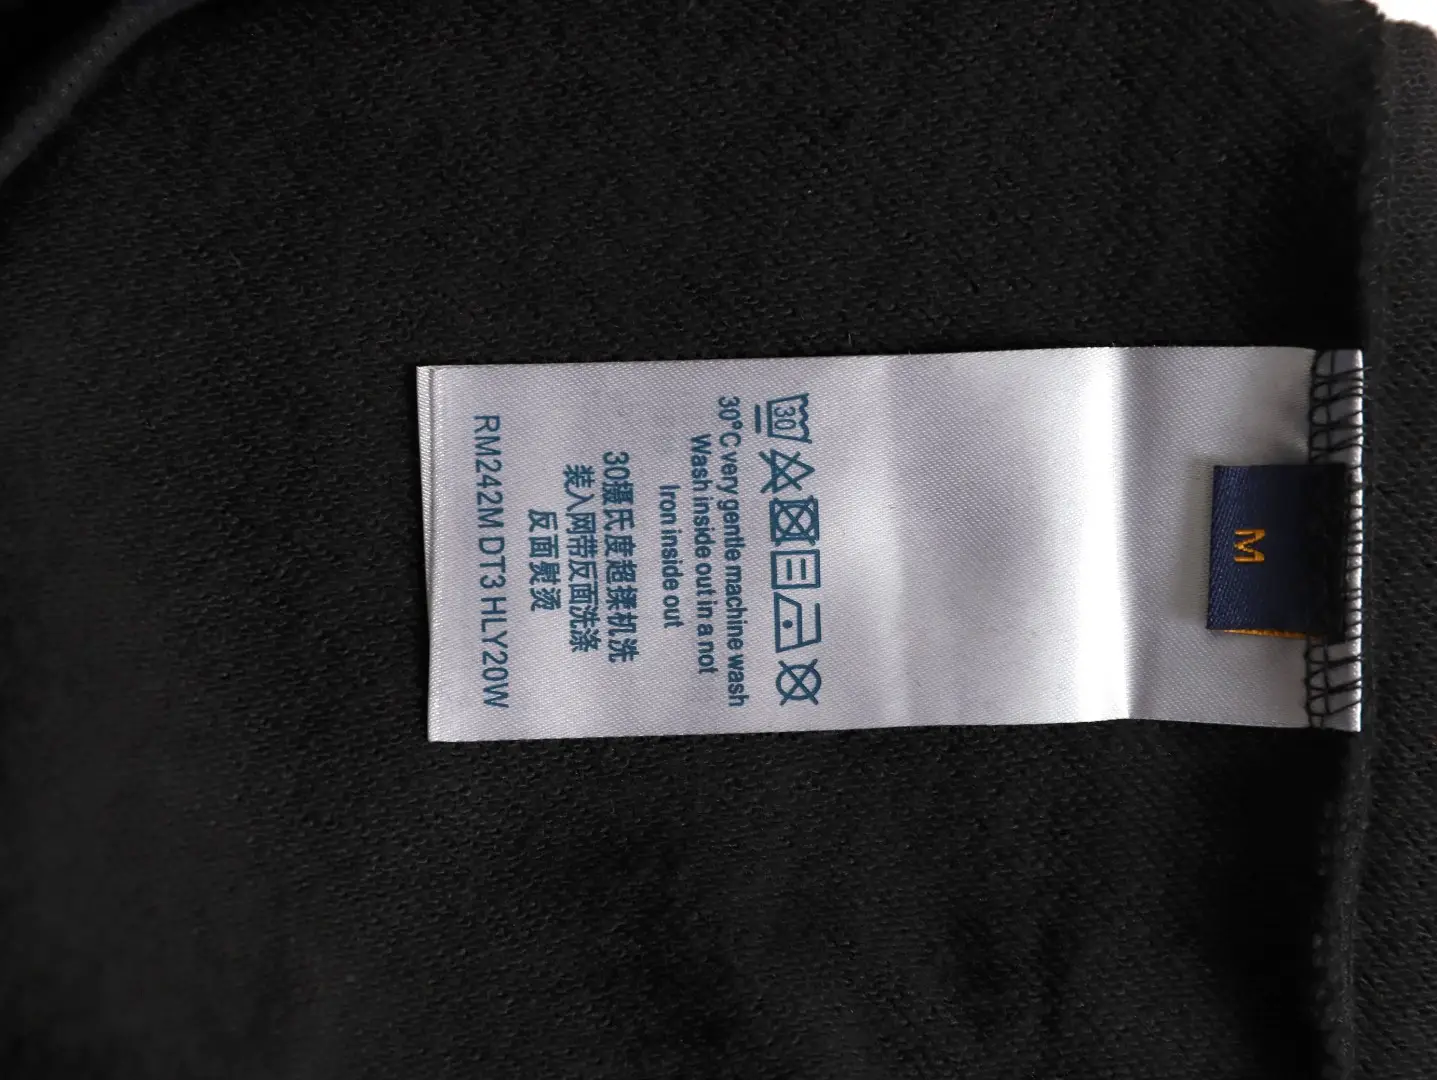 M
30
30°C very gentle machine wash
Wash inside out in a not
Iron inside out
30摄氏度超揉机洗
装入网带反面洗涤
反面熨烫
RM242M DT3 HLY20W